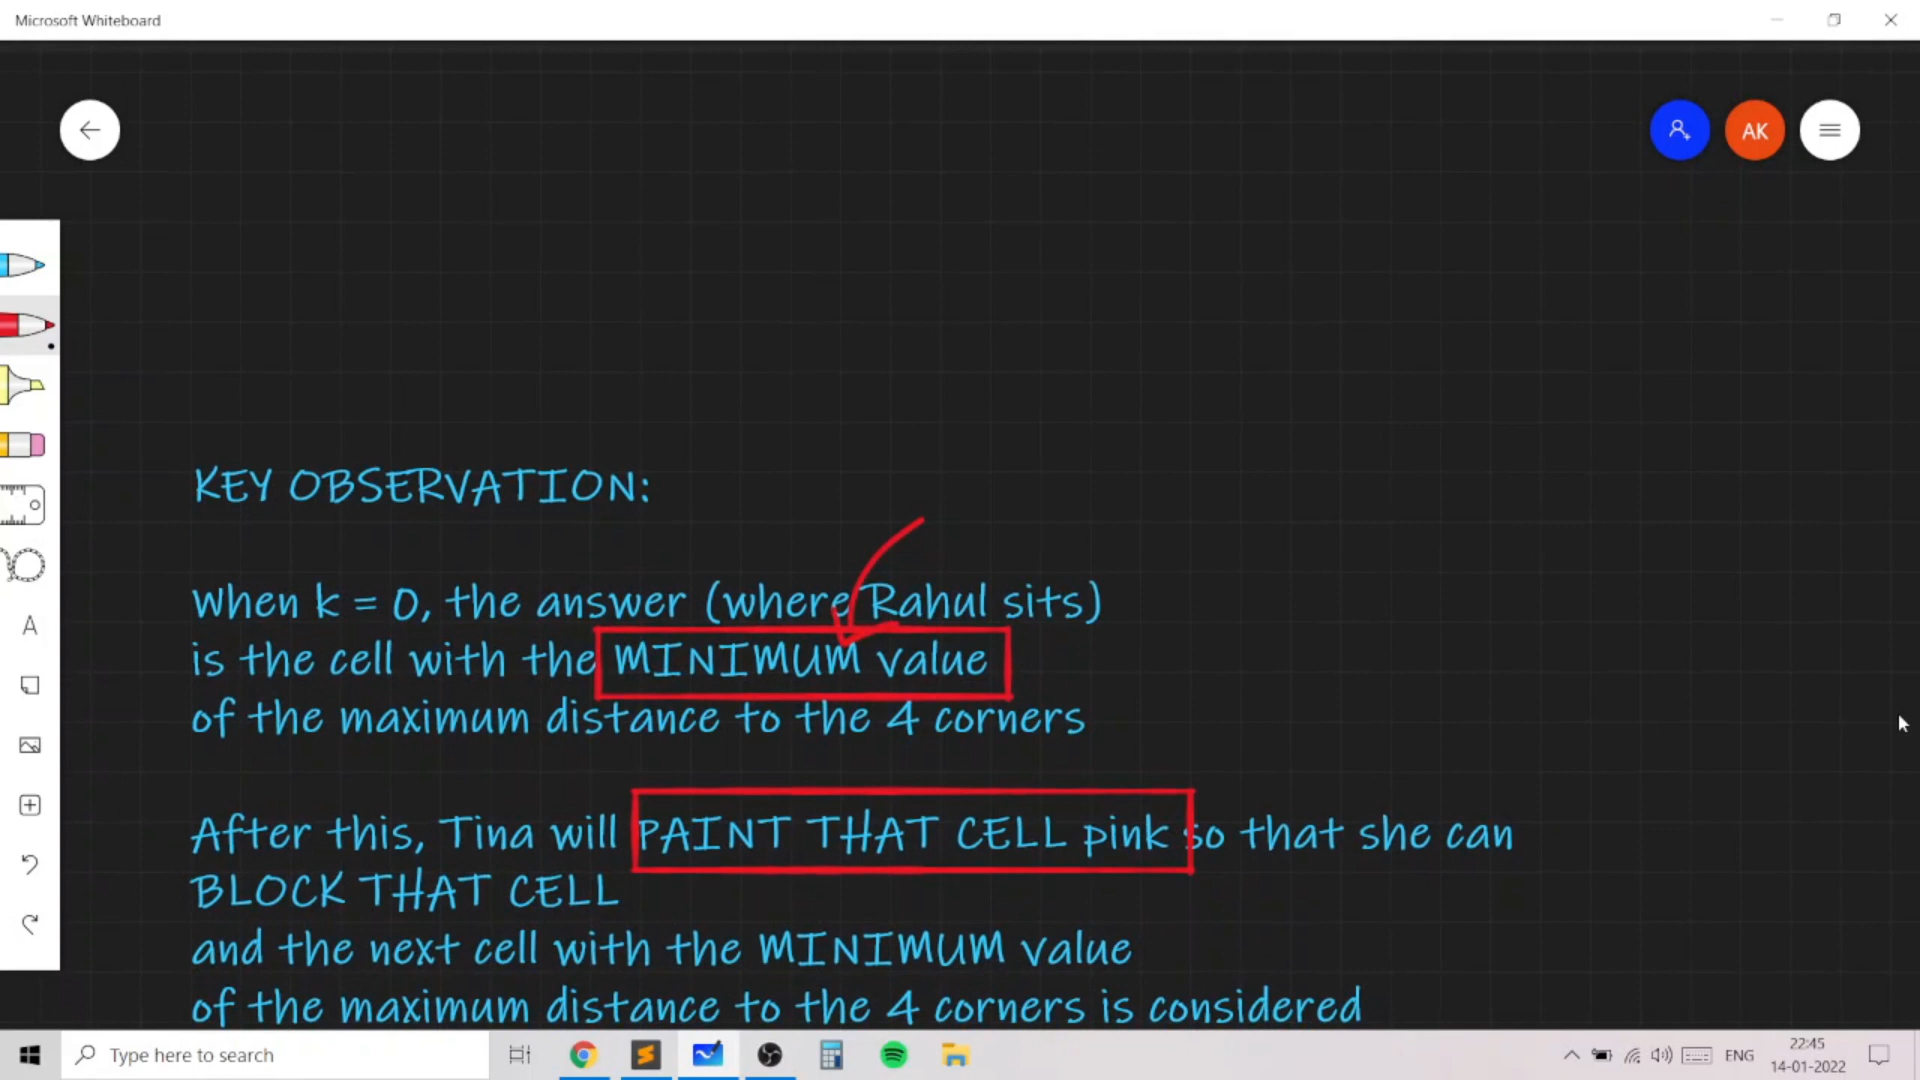 Microsoft Whiteboard
AK
KEY OBSERVATION:
When k = 0, the answer (where Rahul sits)
is the cell with the MINIMUM value
of the maximum distance to the 4 corners
After this, Tina will PAINT THAT CELL pink so that she can
BLOCK THAT CELL
and the next cell with the MINIMUM value
of the maximum distance to the 4 corners is considered
A
Type here to search
ENG
22:45
14-01-2022